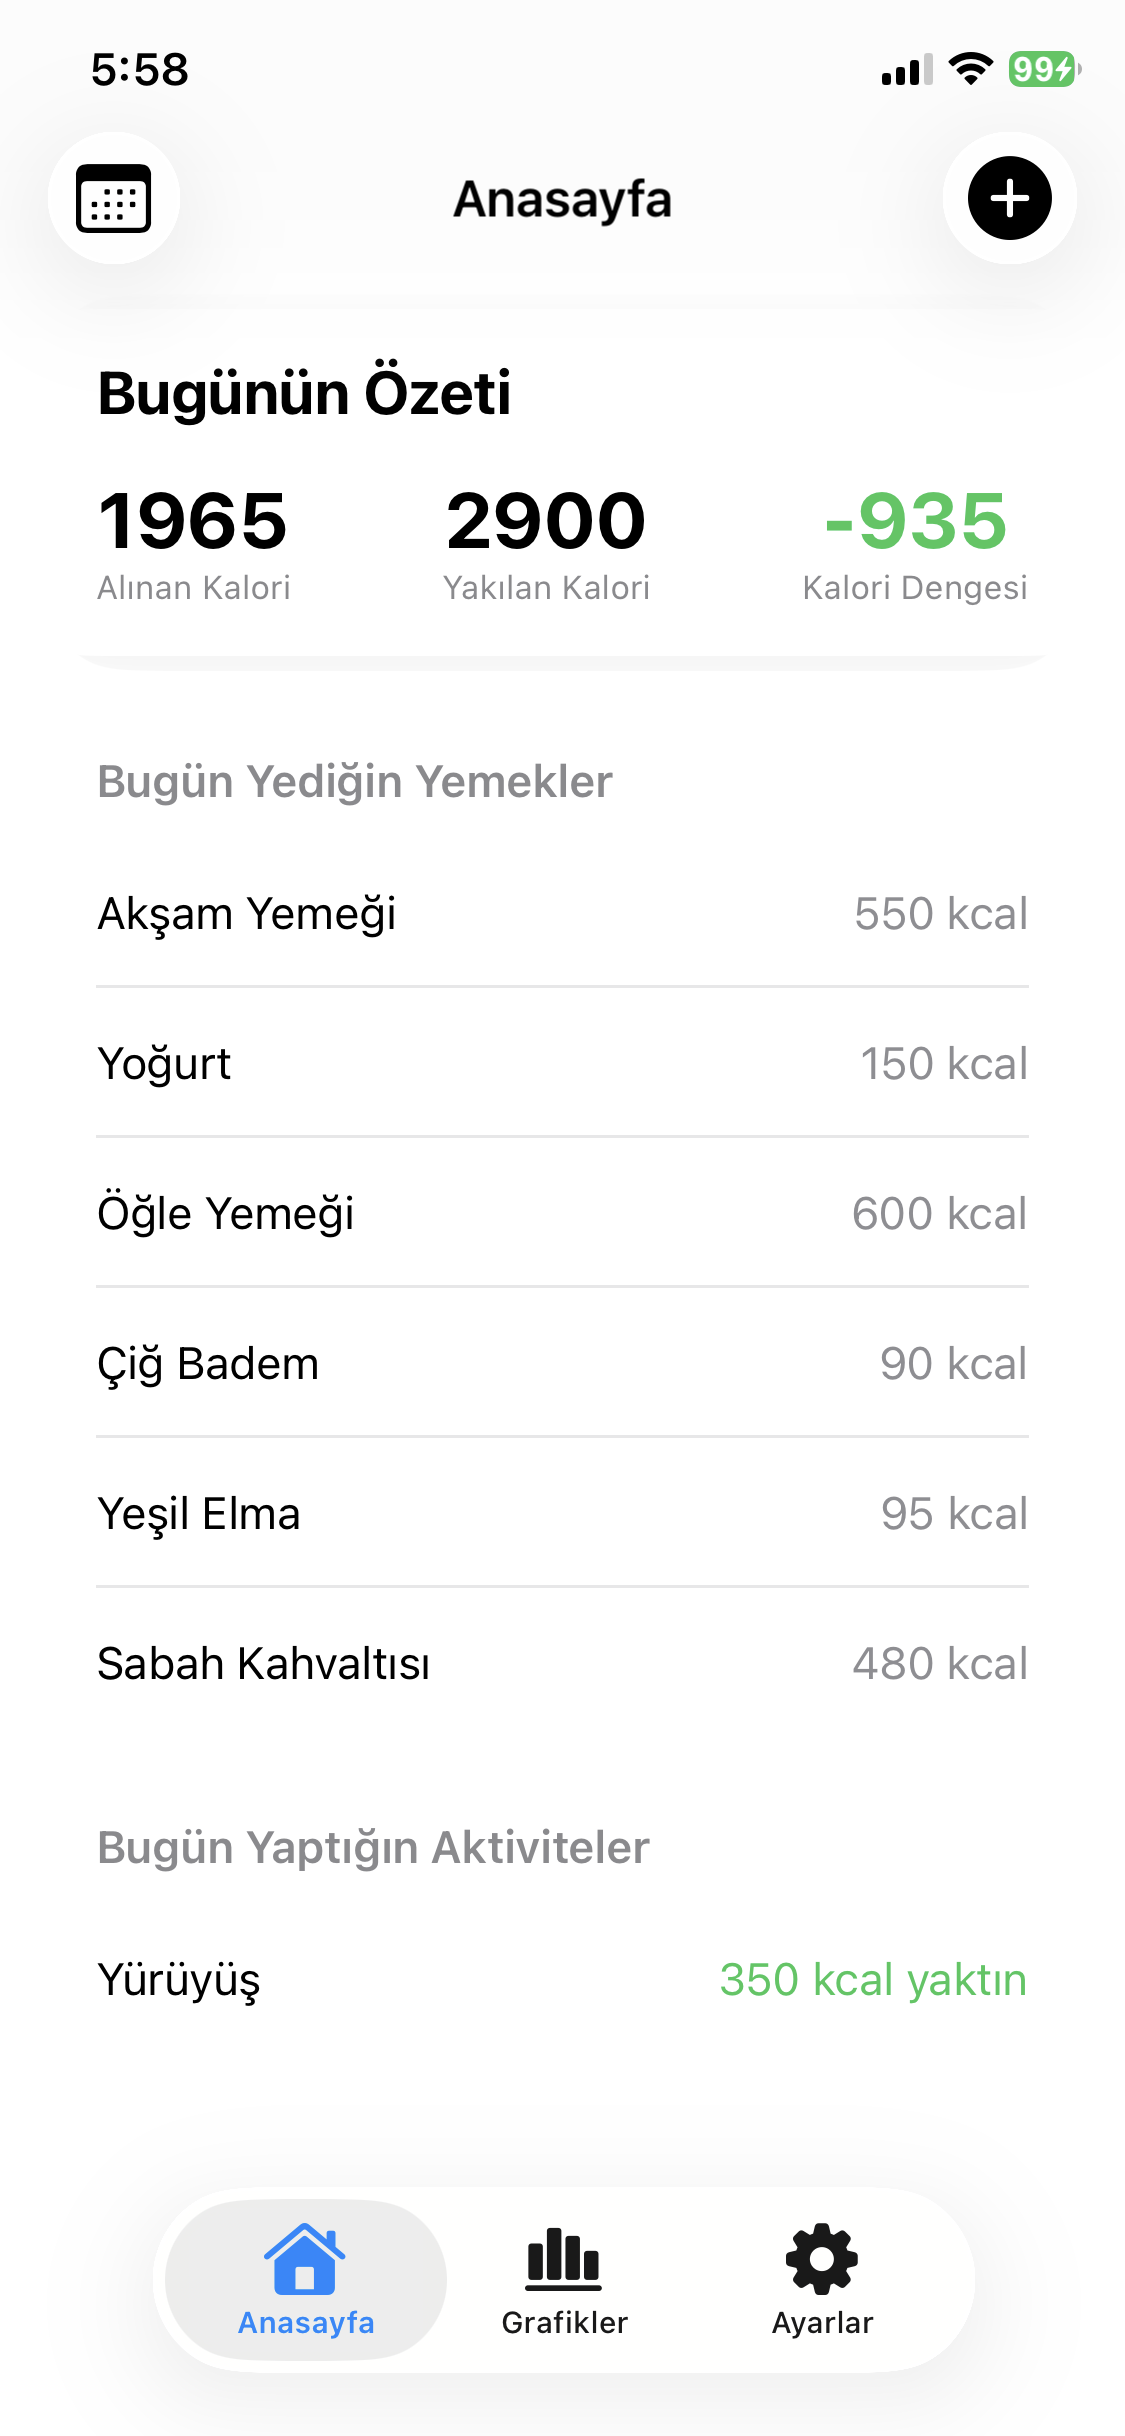 5:58
99
Anasayfa
Bugünün Özeti
1965 2900 -935
Alınan Kalori Yakılan Kalori Kalori Dengesi
Bugün Yediğin Yemekler
Akşam Yemeği 550 kcal
Yoğurt 150 kcal
Öğle Yemeği 600 kcal
Çiğ Badem 90 kcal
Yeşil Elma 95 kcal
Sabah Kahvaltısı 480 kcal
Bugün Yaptığın Aktiviteler
Yürüyüş 350 kcal yaktın
Anasayfa Grafikler Ayarlar